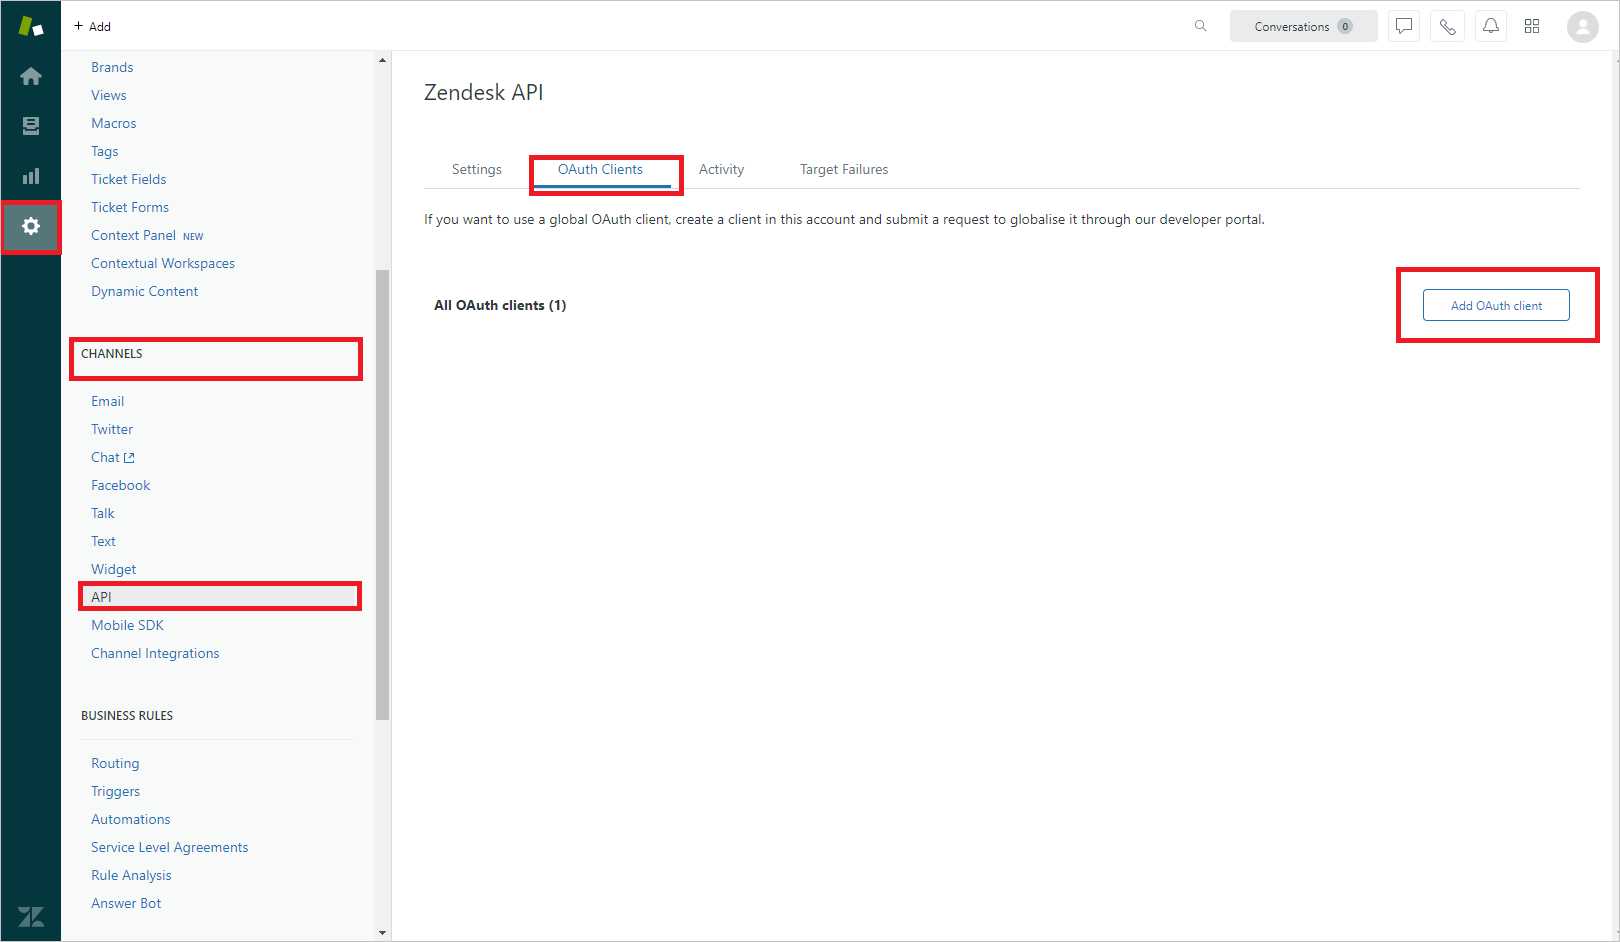 + Add
Conversations 0
Brands
Views
Macros
Tags
Ticket Fields
Ticket Forms
Context Panel NEW
Contextual Workspaces
Dynamic Content
CHANNELS
Email
Twitter
Chat
Facebook
Talk
Text
Widget
API
Mobile SDK
Channel Integrations
BUSINESS RULES
Routing
Triggers
Automations
Service Level Agreements
Rule Analysis
Answer Bot
Zendesk API
Settings OAuth Clients Activity Target Failures
If you want to use a global OAuth client, create a client in this account and submit a request to globalise it through our developer portal.
All OAuth clients (1)
Add OAuth client